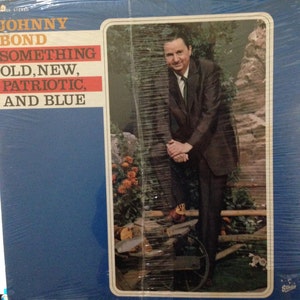 JOHNNY
BOND
SOMETHING
OLD, NEW,
PATRIOTIC,
AND BLUE